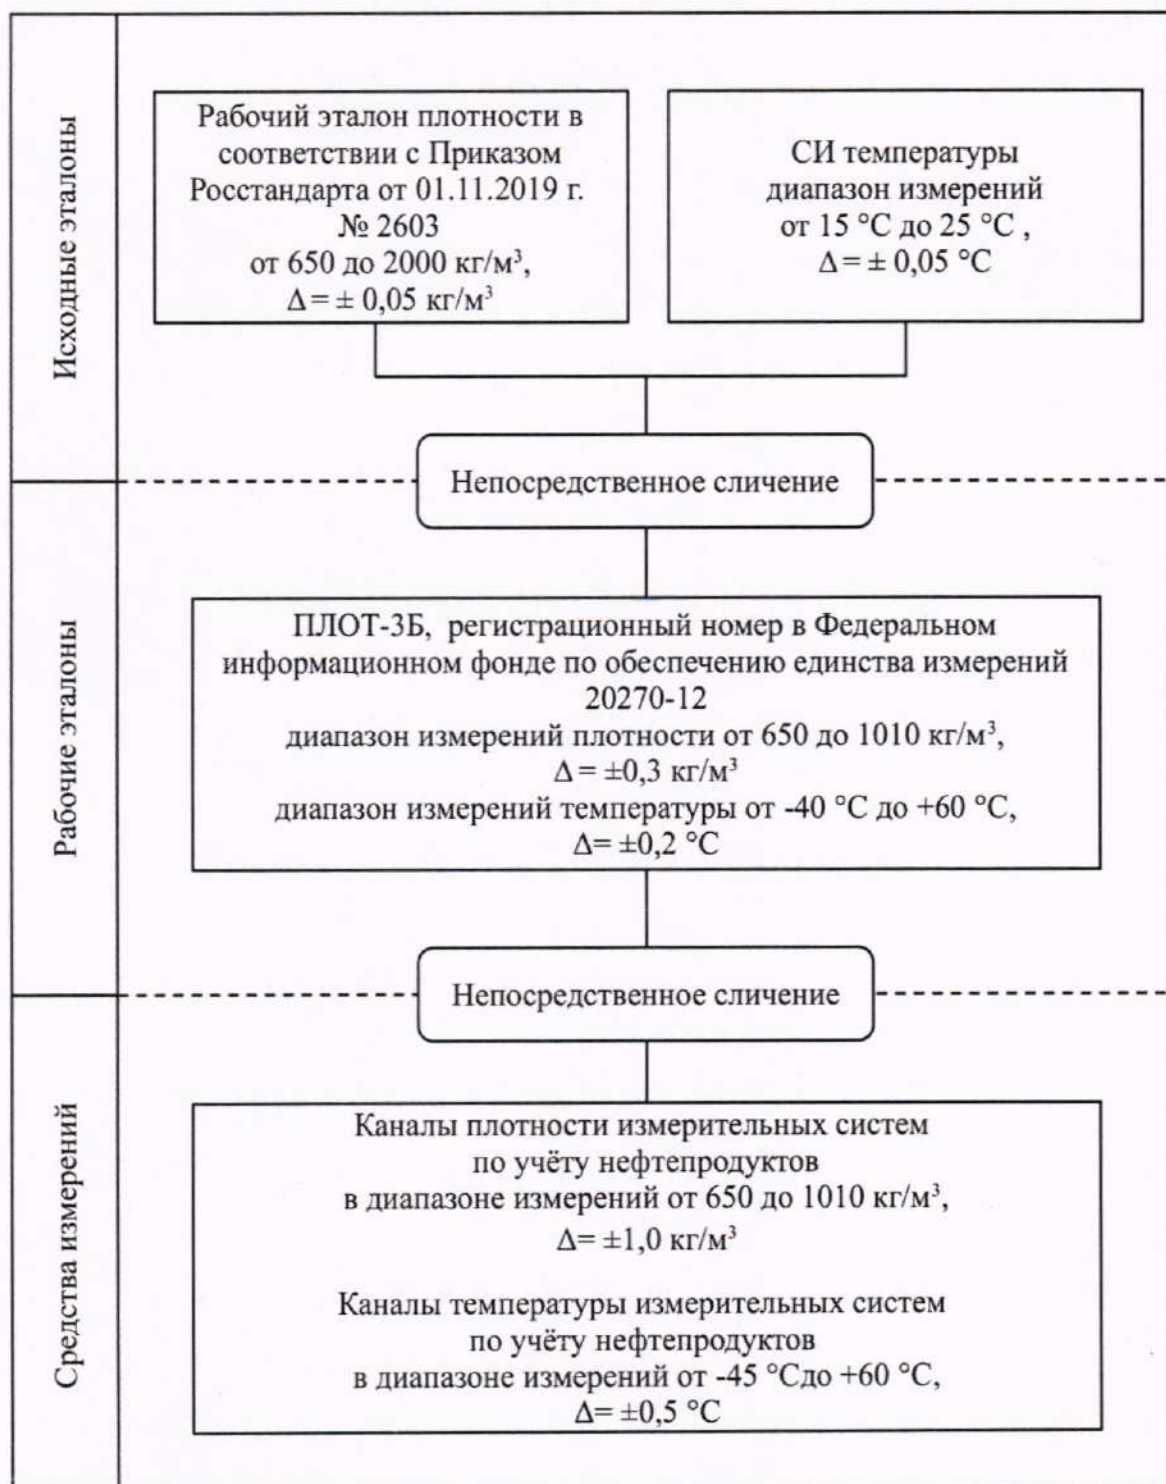 Исходные эталоны
Рабочий эталон плотности в
соответствии с Приказом
Росстандарта от 01.11.2019 г.
№ 2603
от 650 до 2000 кг/м³,
Δ = ± 0,05 кг/м³
СИ температуры
диапазон измерений
от 15 °С до 25 °С ,
Δ = ± 0,05 °С
Непосредственное сличение
Рабочие эталоны
ПЛОТ-3Б, регистрационный номер в Федеральном
информационном фонде по обеспечению единства измерений
20270-12
диапазон измерений плотности от 650 до 1010 кг/м³,
Δ = ±0,3 кг/м³
диапазон измерений температуры от -40 °С до +60 °С,
Δ= ±0,2 °С
Непосредственное сличение
Средства измерений
Каналы плотности измерительных систем
по учёту нефтепродуктов
в диапазоне измерений от 650 до 1010 кг/м³,
Δ= ±1,0 кг/м³
Каналы температуры измерительных систем
по учёту нефтепродуктов
в диапазоне измерений от -45 °Сдо +60 °С,
Δ= ±0,5 °С